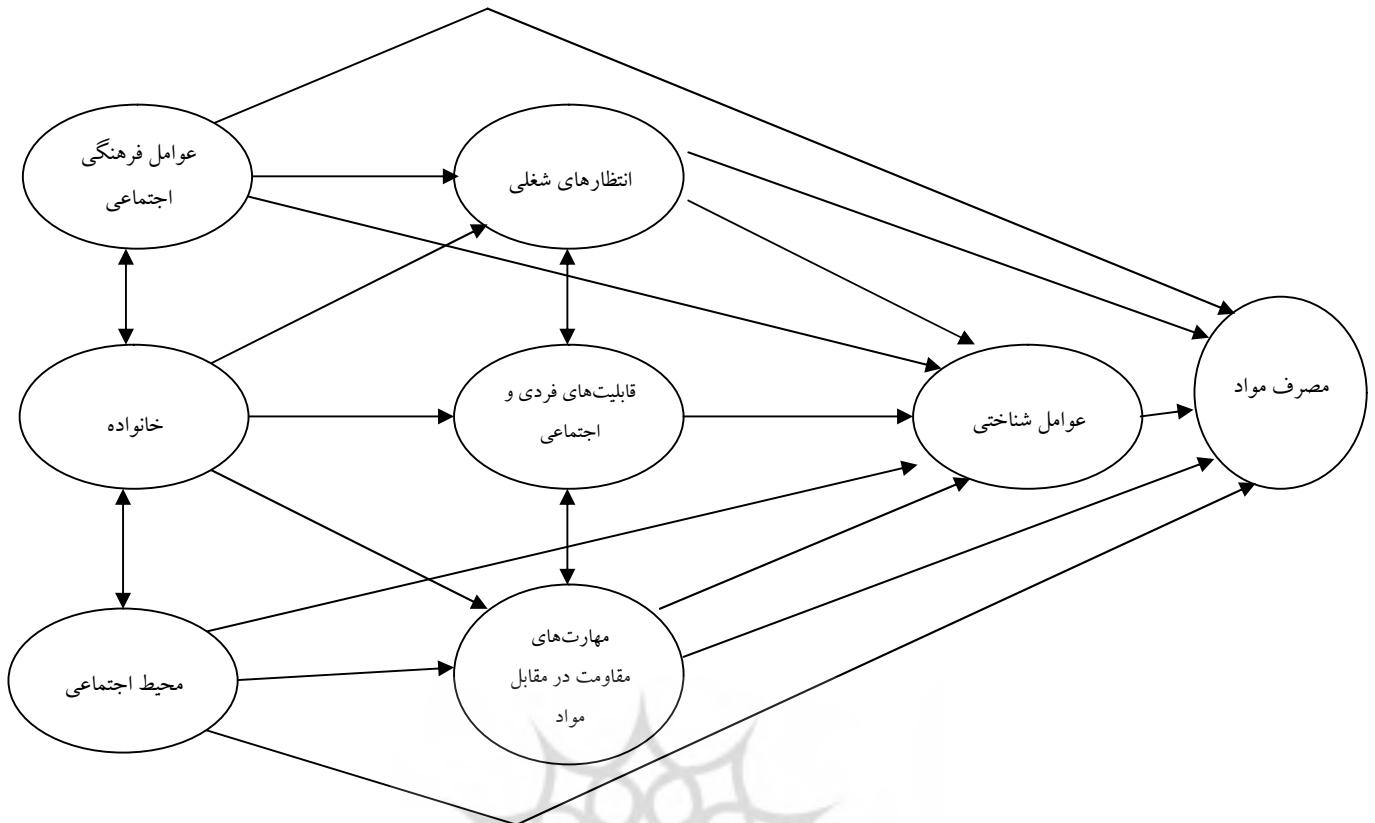 عوامل فرهنگی
اجتماعی
انتظارهای شغلی
خانواده
قابلیت‌های فردی و
اجتماعی
عوامل شناختی
مصرف مواد
محیط اجتماعی
مهارت‌های
مقاومت در مقابل
مواد